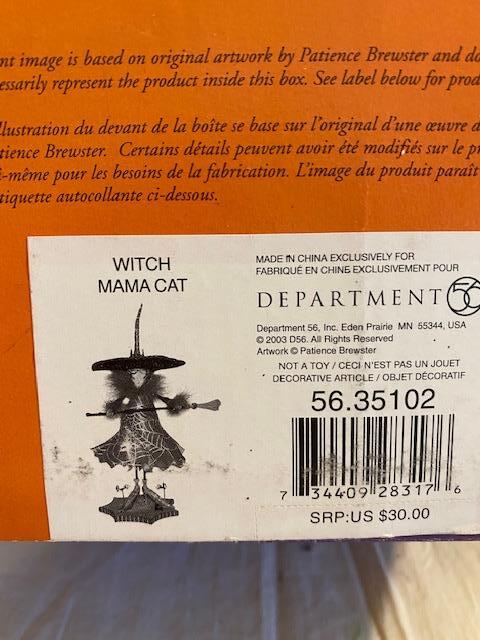 nt image is based on original artwork by Patience Brewster and do
essarily represent the product inside this box. See label below for prod
llustration du devant de la boîte se base sur l'original d'une œuvre d
tience Brewster. Certains détails peuvent avoir été modifiés sur le pr
i-même pour les besoins de la fabrication. L'image du produit paraît
tiquette autocollante ci-dessous.
WITCH
MAMA CAT
MADE IN CHINA EXCLUSIVELY FOR
FABRIQUÉ EN CHINE EXCLUSIVEMENT POUR
DEPARTMENT 56
Department 56, Inc. Eden Prairie MN 55344, USA
© 2003 D56. All Rights Reserved
Artwork © Patience Brewster
NOT A TOY / CECI N'EST PAS UN JOUET
DECORATIVE ARTICLE / OBJET DÉCORATIF
56.35102
7 34409 28317 6
SRP:US $30.00